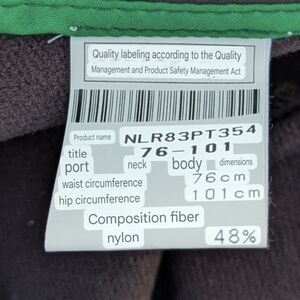 Quality labeling according to the Quality
Management and Product Safety Management Act
Product name NLR83PT354
title 76-101
port neck body dimensions
waist circumference 76cm
hip circumference 101cm
Composition fiber
nylon 48%